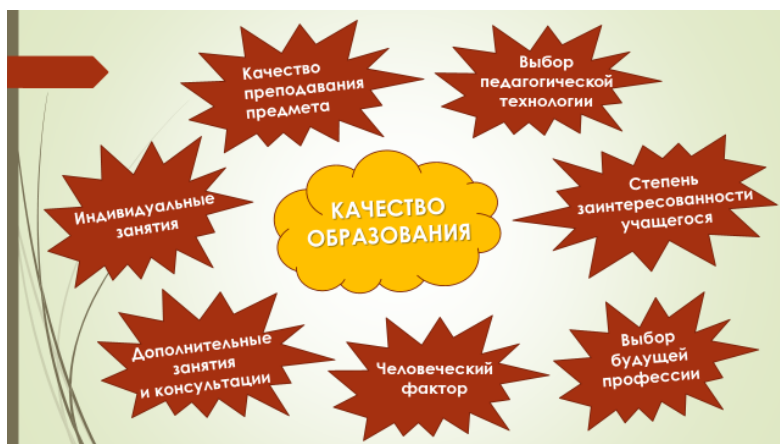 Качество
преподавания
предмета
Выбор
педагогической
технологии
Индивидуальные
занятия
КАЧЕСТВО
ОБРАЗОВАНИЯ
Степень
заинтересованности
учащегося
Дополнительные
занятия
и консультации
Человеческий
фактор
Выбор
будущей
профессии